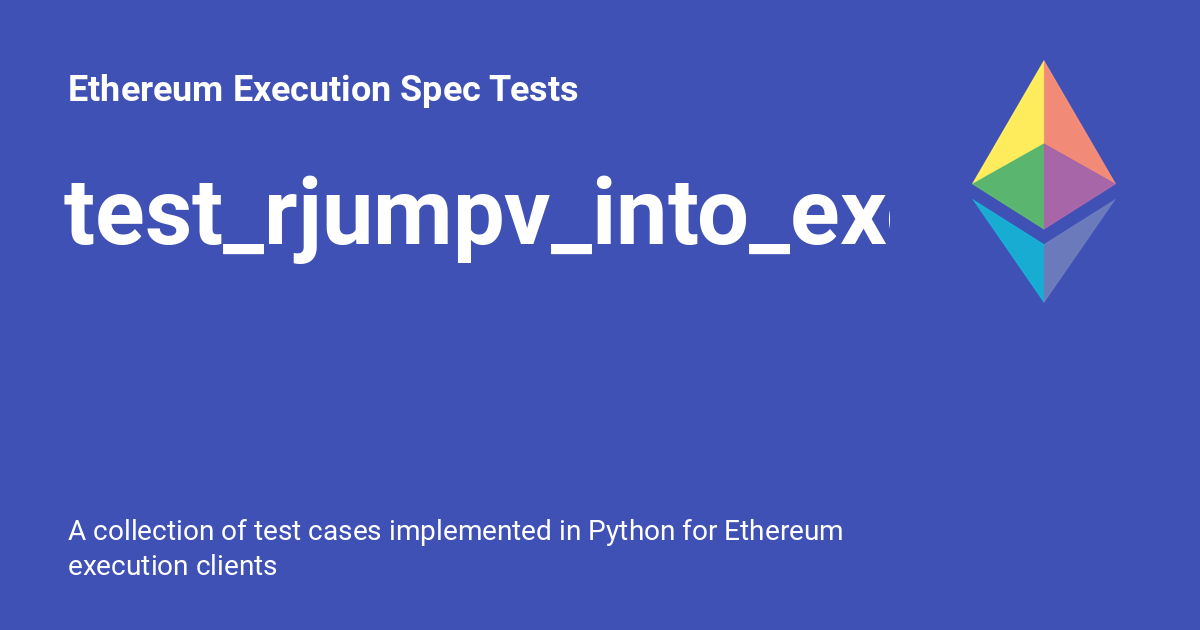 Ethereum Execution Spec Tests
test_rjumpv_into_ex
A collection of test cases implemented in Python for Ethereum
execution clients